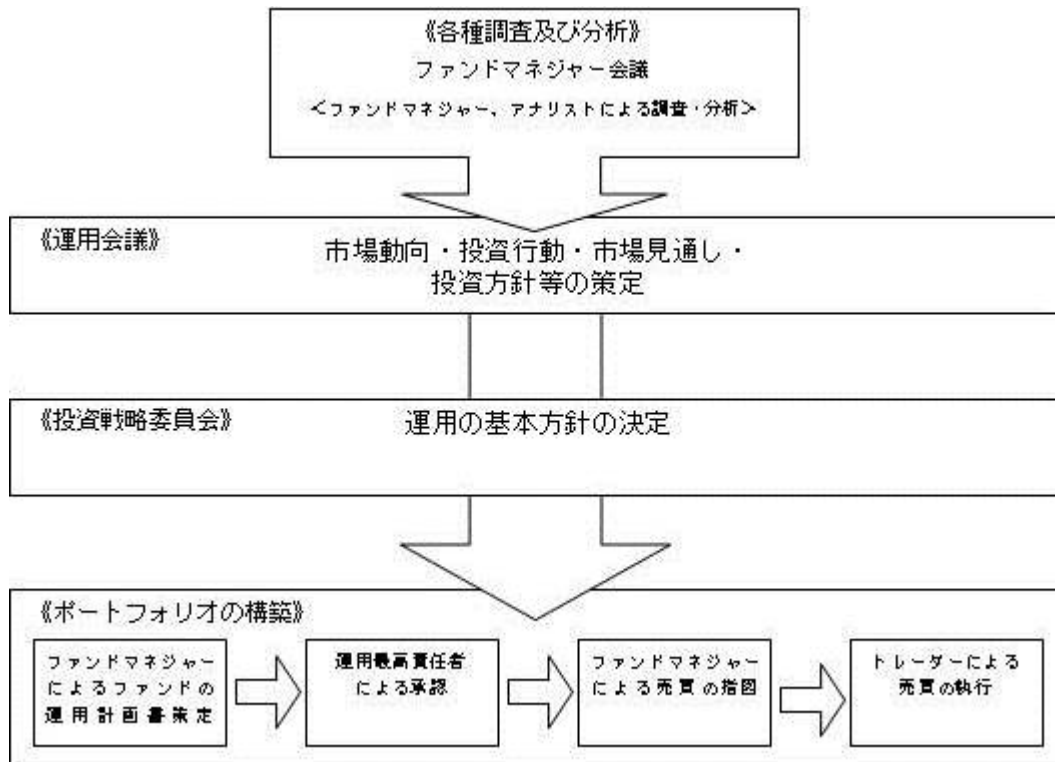 《各種調査及び分析》
ファンドマネジャー会議
＜ファンドマネジャー、アナリストによる調査・分析＞
《運用会議》
市場動向・投資行動・市場見通し・
投資方針等の策定
《投資戦略委員会》
運用の基本方針の決定
《ポートフォリオの構築》
ファンドマネジャー
によるファンドの
運用計画書策定
運用最高責任者
による承認
ファンドマネジャー
による売買の指図
トレーダーによる
売買の執行